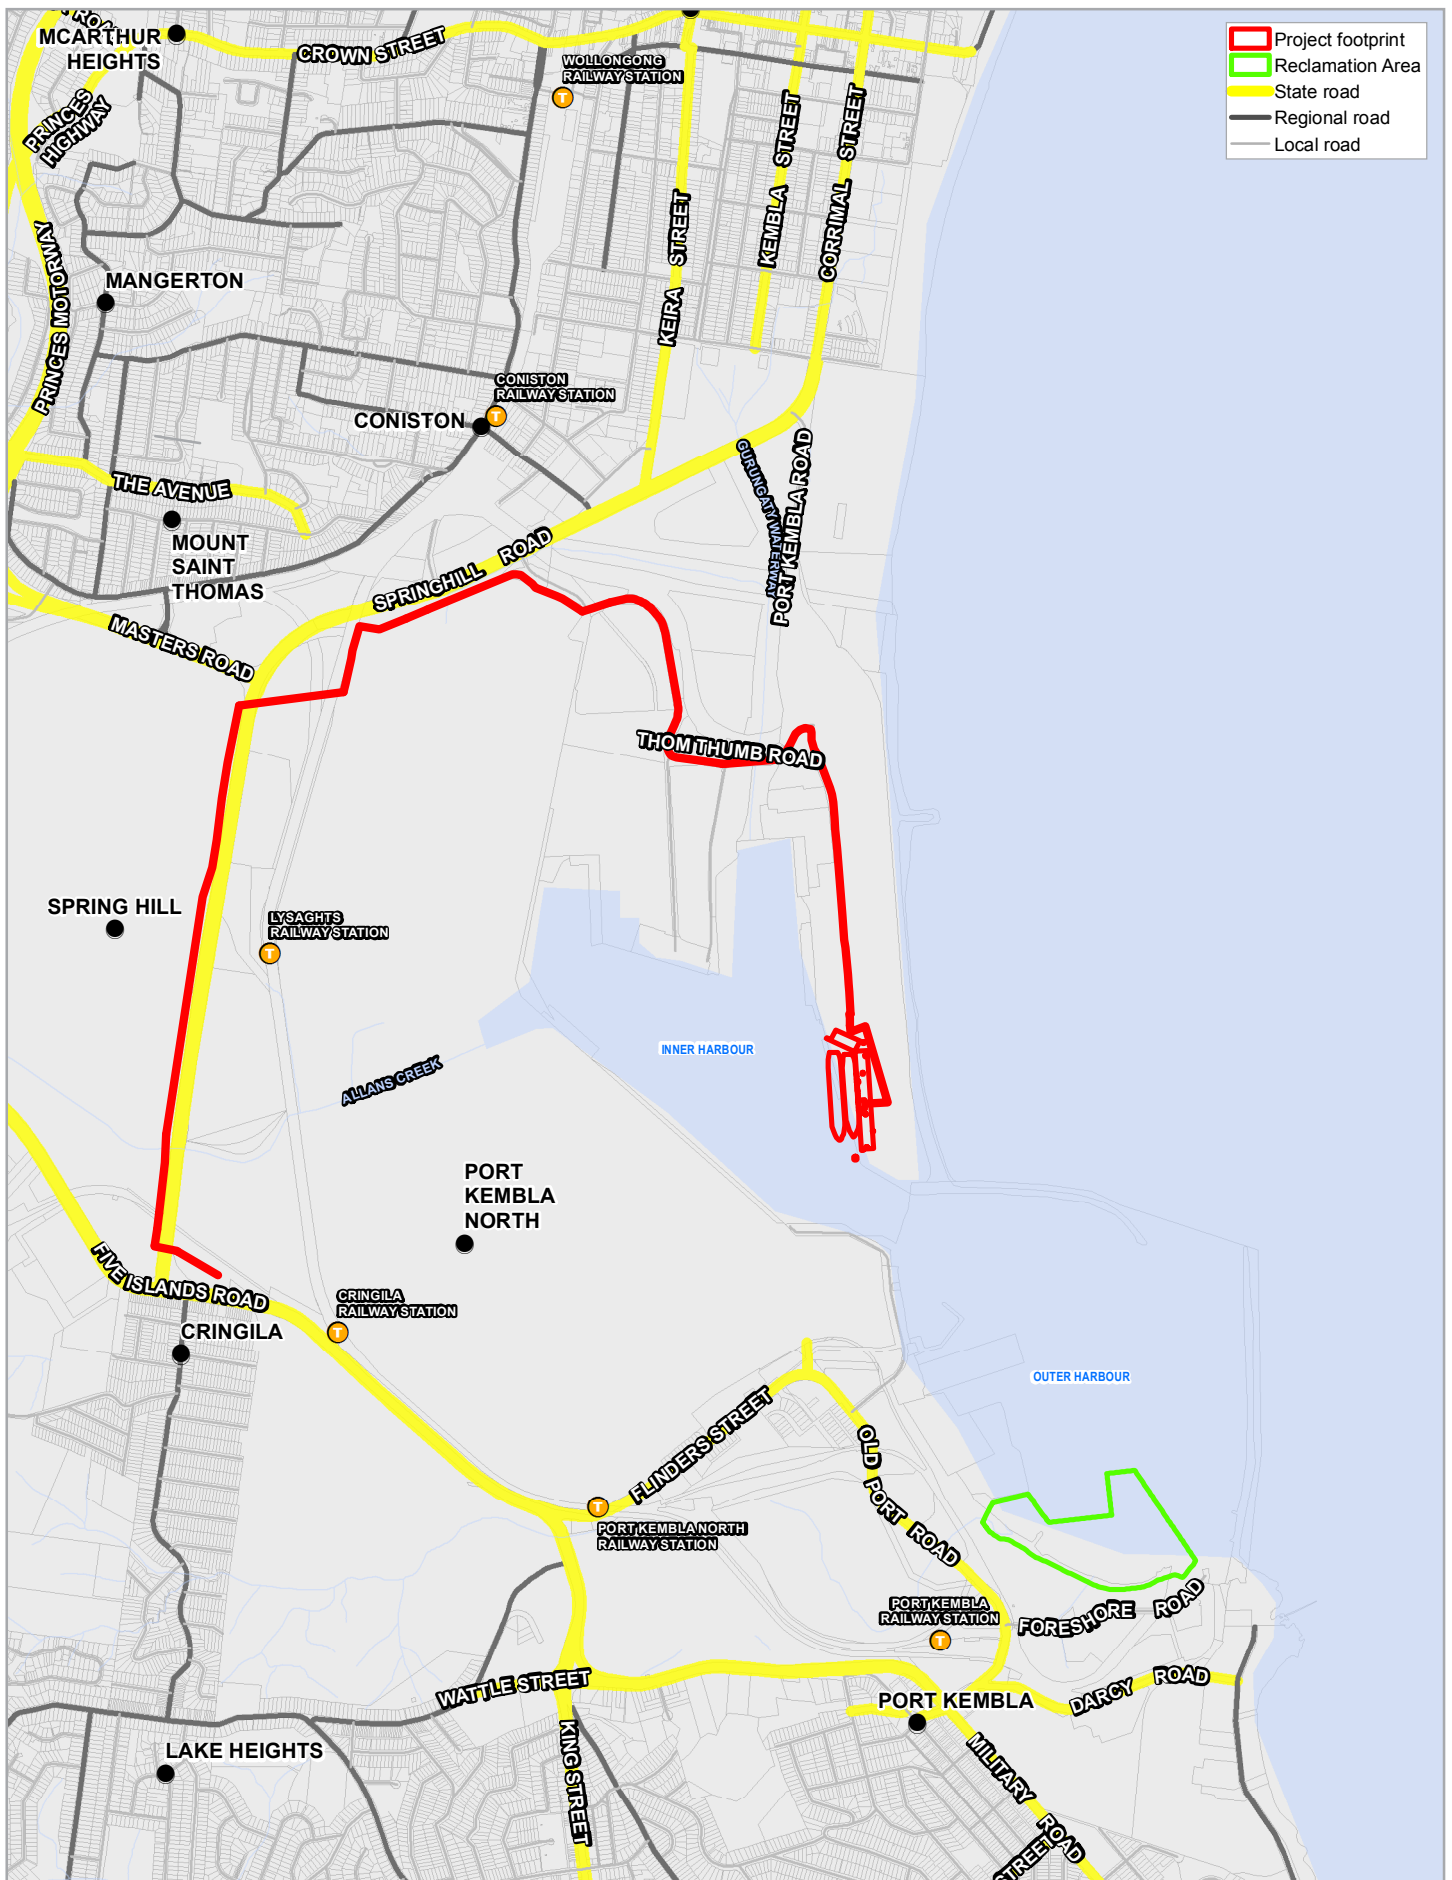 ROAD
MCARTHUR
HEIGHTS
CROWN STREET
WOLLONGONG
RAILWAY STATION
Project footprint
Reclamation Area
State road
Regional road
Local road
PRINCES
HIGHWAY
KEMBLA STREET
CORRIMAL STREET
KEIRA STREET
PRINCES MOTORWAY
MANGERTON
CONISTON
RAILWAY STATION
CONISTON
GURUNGATY WATERWAY
PORT KEMBLA ROAD
THE AVENUE
MOUNT
SAINT
THOMAS
SPRINGHILL ROAD
MASTERS ROAD
THOM THUMB ROAD
SPRING HILL
LYSAGHTS
RAILWAY STATION
INNER HARBOUR
ALLANS CREEK
PORT
KEMBLA
NORTH
FIVE ISLANDS ROAD
CRINGILA
RAILWAY STATION
CRINGILA
OUTER HARBOUR
FLINDERS STREET
OLD PORT ROAD
PORT KEMBLA NORTH
RAILWAY STATION
PORT KEMBLA
RAILWAY STATION
FORESHORE ROAD
WATTLE STREET
DARCY ROAD
PORT KEMBLA
LAKE HEIGHTS
KING STREET
MILITARY ROAD
STREET